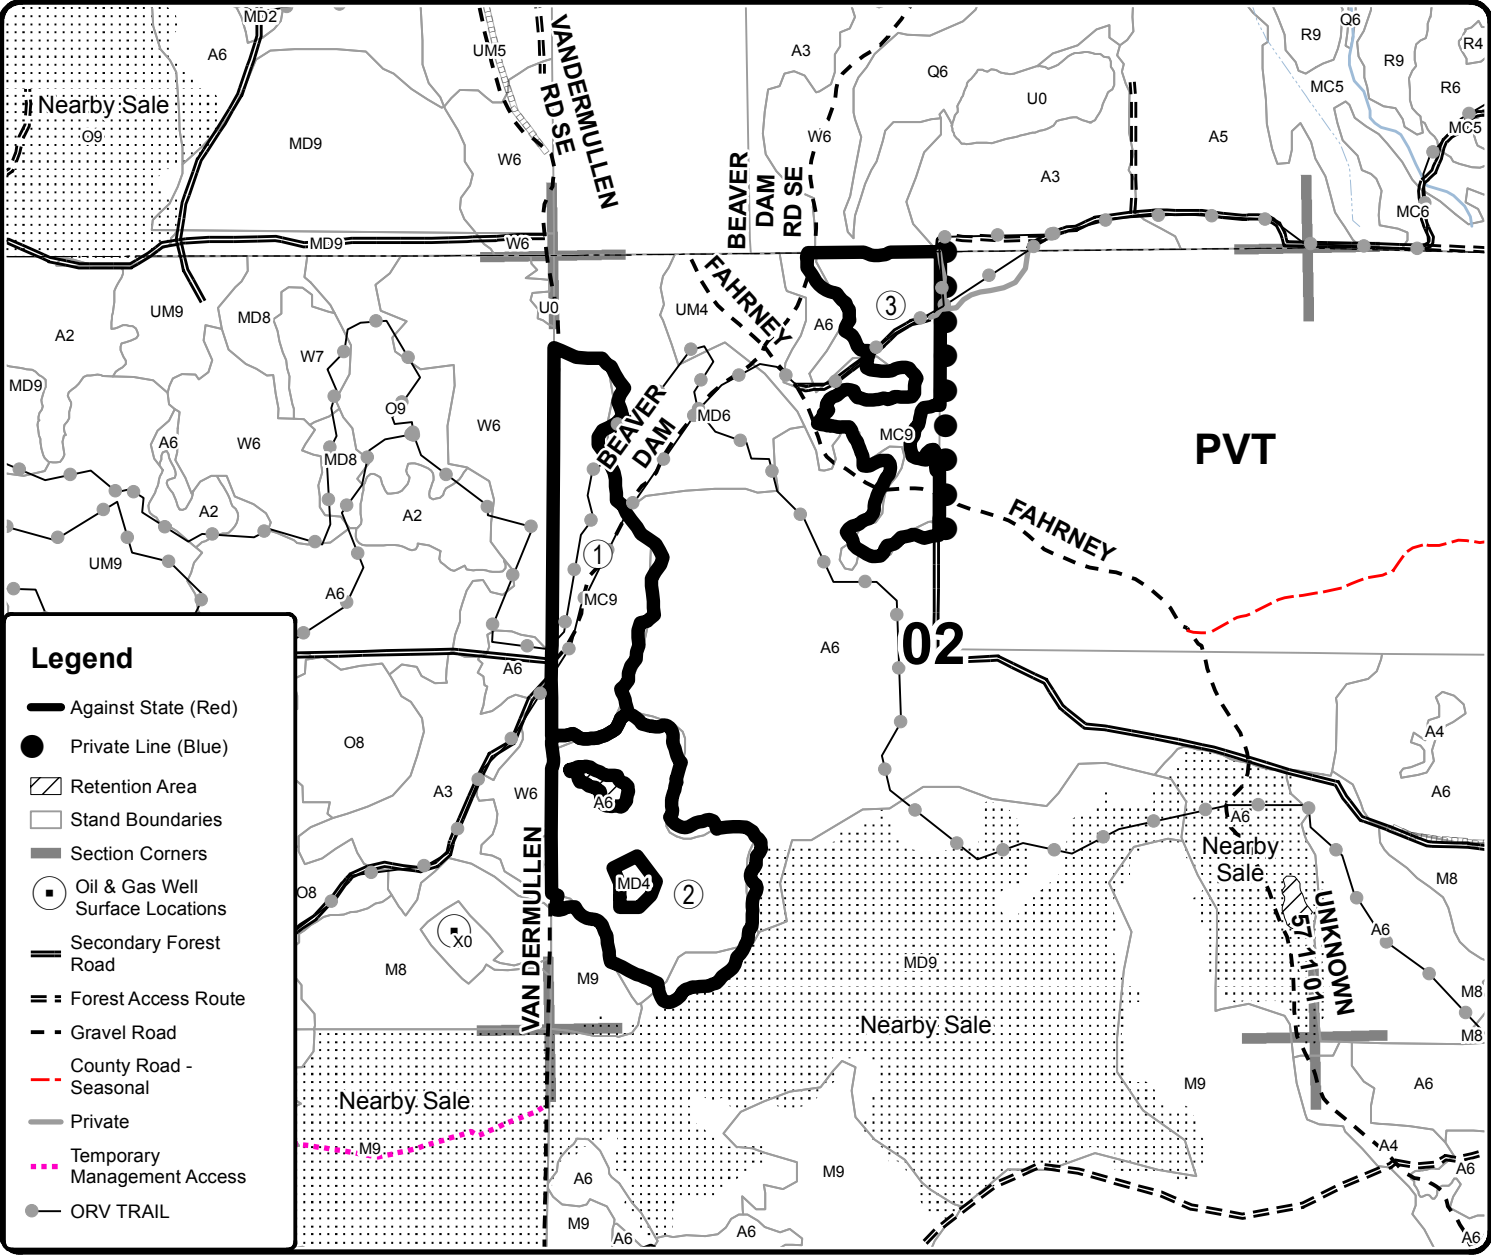 MD2
Q6
A6
UM5
VANDERMULLEN
RD SE
A3
Q6
R9
R4
R9
Nearby Sale
O9
U0
MC5
R6
MD9
W6
W6
A5
MC5
BEAVER
DAM
RD SE
A3
MC6
MD9
W6
A2
UM9
MD8
U0
UM4
FAHRNEY
A6
3
W7
MD9
O9
W6
BEAVER
DAM
MD6
MC9
A6
W6
MD8
PVT
A2
A2
UM9
1
FAHRNEY
A6
MC9
A6
02
A6
Legend
Against State (Red)
Private Line (Blue)
Retention Area
Stand Boundaries
Section Corners
Oil & Gas Well
Surface Locations
Secondary Forest
Road
Forest Access Route
Gravel Road
County Road -
Seasonal
Private
Temporary
Management Access
ORV TRAIL
O8
A4
A3
W6
A6
A6
A6
Nearby
Sale
VAN DERMULLEN
MD4
2
M8
O8
UNKNOWN
57 1101
A6
X0
M8
M9
MD9
M8
Nearby Sale
M8
Nearby Sale
M9
A6
M9
A4
A6
A6
M9
M9
A6
A6
A6